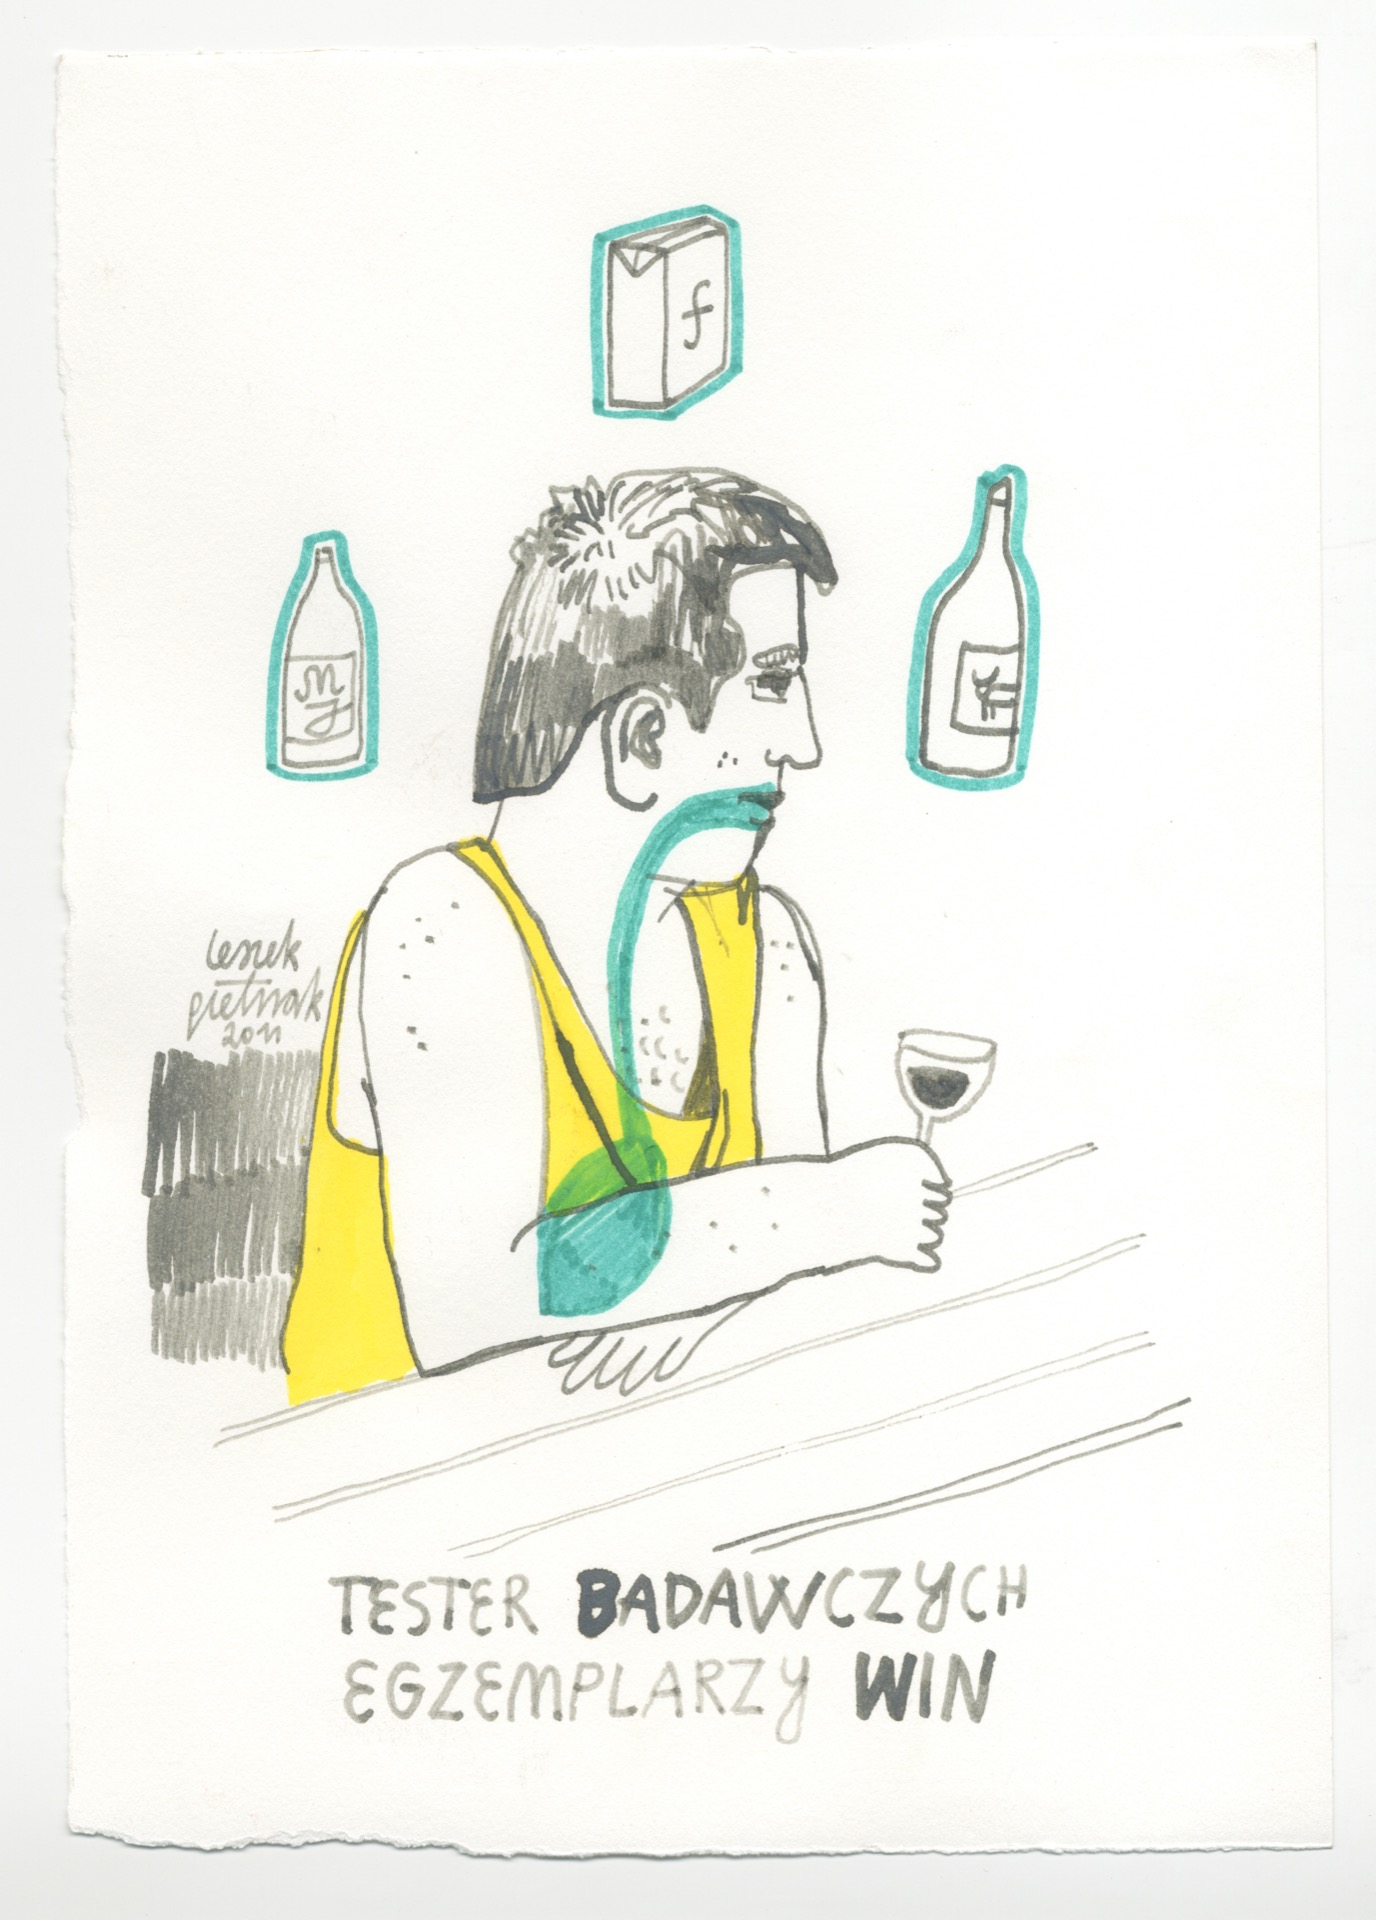 f
m
y
Leszek
pietrzak
2011
TESTER BADAWCZYCH
EGZEMPLARZY WIN